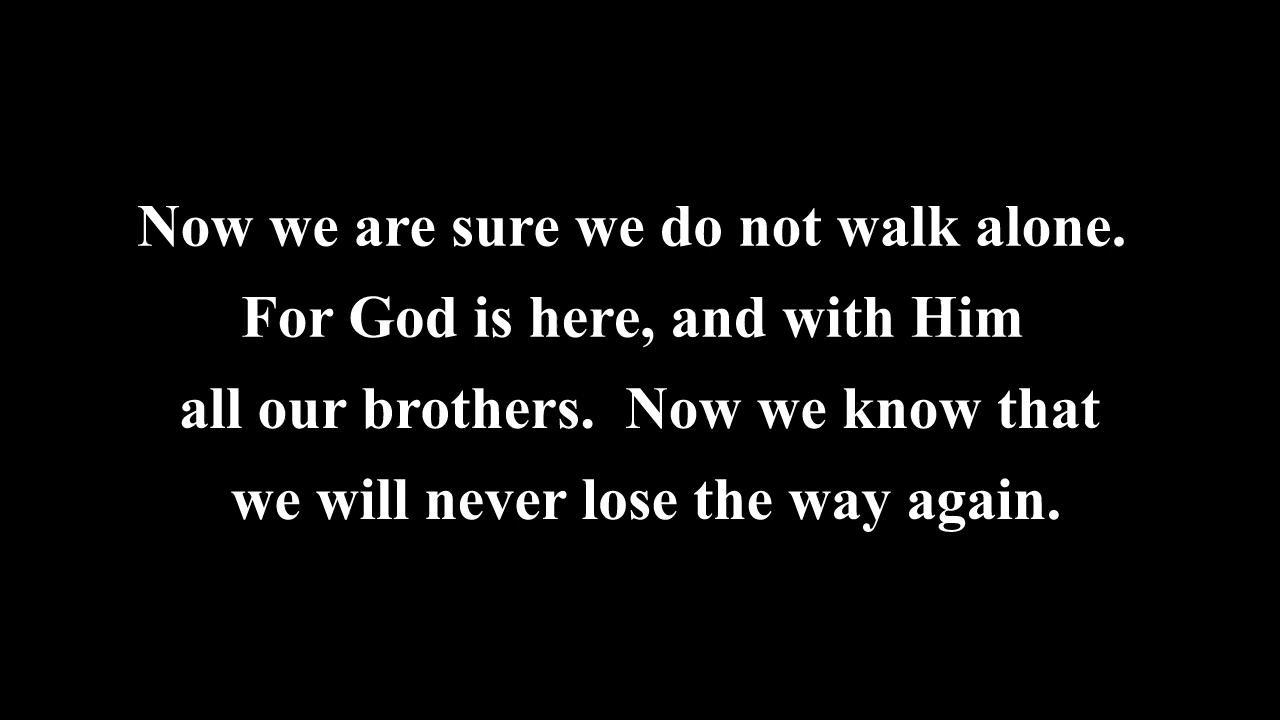 Now we are sure we do not walk alone.
For God is here, and with Him
all our brothers.  Now we know that
we will never lose the way again.